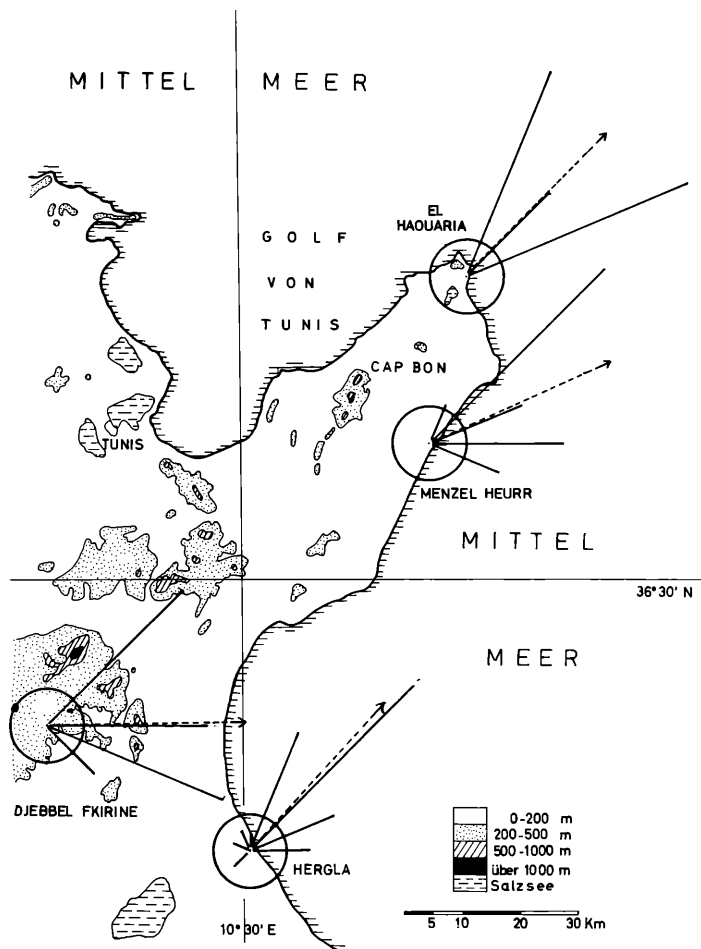 MITTEL MEER
EL
HAOUARIA
GOLF
VON
TUNIS
CAP BON
TUNIS
MENZEL HEURR
MITTEL
36°30' N
MEER
DJEBBEL FKIRINE
HERGLA
0-200 m
200-500 m
500-1000 m
über 1000 m
Salzsee
10°30' E
5 10 20 30 Km